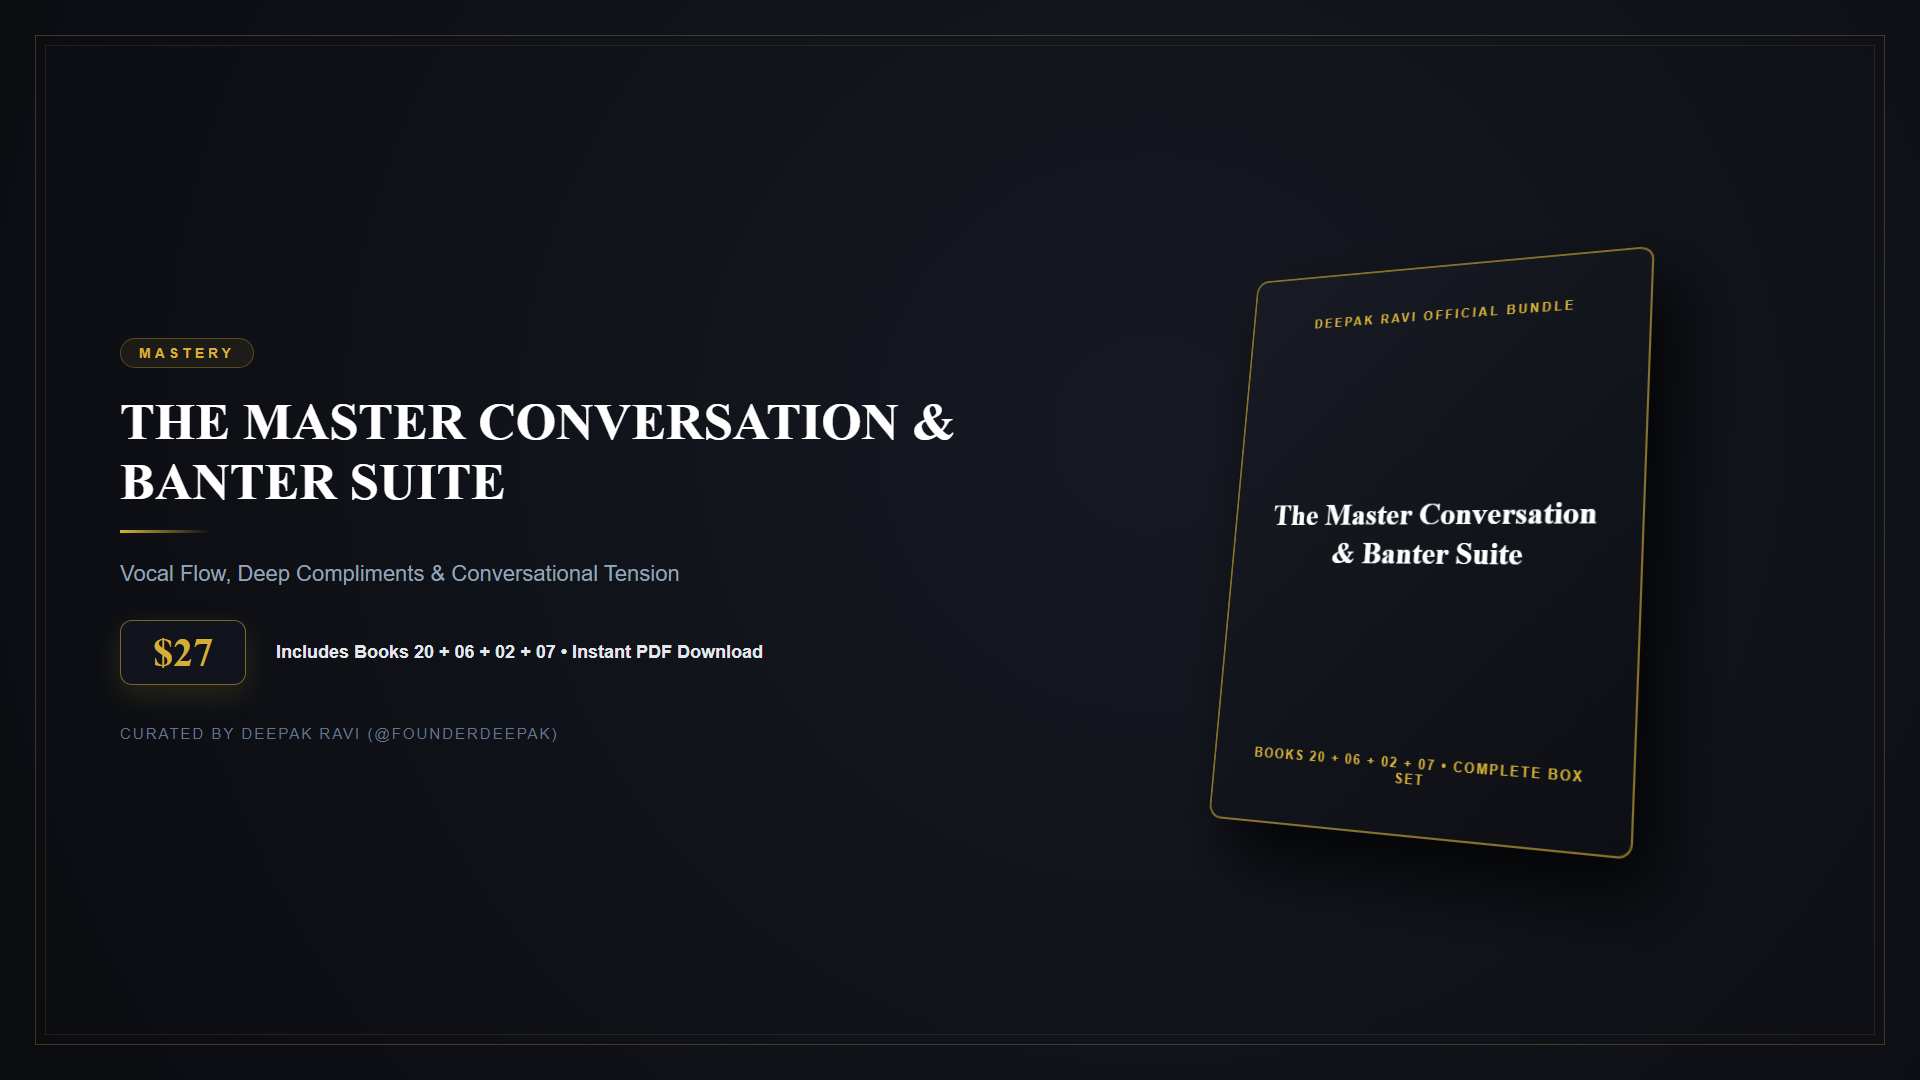 MASTERY
THE MASTER CONVERSATION &
BANTER SUITE
Vocal Flow, Deep Compliments & Conversational Tension
$27
Includes Books 20 + 06 + 02 + 07 • Instant PDF Download
CURATED BY DEEPAK RAVI (@FOUNDERDEEPAK)
DEEPAK RAVI OFFICIAL BUNDLE
The Master Conversation
& Banter Suite
BOOKS 20 + 06 + 02 + 07 • COMPLETE BOX
SET